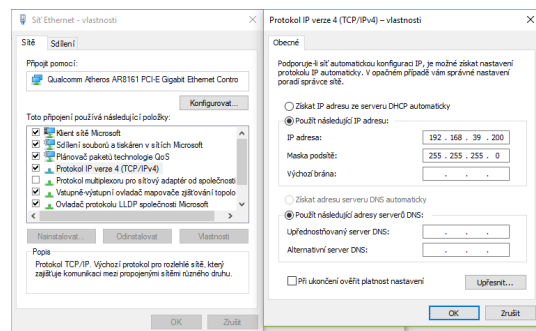 Síť Ethernet - vlastnosti
Sítě
Sdílení
Připojit pomocí:
Qualcomm Atheros AR8161 PCI-E Gigabit Ethernet Contro
Konfigurovat...
Toto připojení používá následující položky:
Klient sítě Microsoft
Sdílení souborů a tiskáren v sítích Microsoft
Plánovač paketů technologie QoS
Protokol IP verze 4 (TCP/IPv4)
Protokol multiplexoru pro síťový adaptér od společnosti
Vstupně-výstupní ovladač mapovače zjišťování topolo
Ovladač protokolu LLDP společnosti Microsoft
Nainstalovat...
Odinstalovat
Vlastnosti
Popis
Protokol TCP/IP. Výchozí protokol pro rozlehlé sítě, který
zajišťuje komunikaci mezi propojenými sítěmi různého druhu.
OK
Zrušit
Protokol IP verze 4 (TCP/IPv4) – vlastnosti
Obecné
Podporuje-li síť automatickou konfiguraci IP, je možné získat nastavení
protokolu IP automaticky. V opačném případě vám správné nastavení
poradí správce sítě.
Získat IP adresu ze serveru DHCP automaticky
Použít následující IP adresu:
IP adresa:
192 . 168 . 39 . 200
Maska podsítě:
255 . 255 . 255 . 0
Výchozí brána:
. . .
Získat adresu serveru DNS automaticky
Použít následující adresy serverů DNS:
Upřednostňovaný server DNS:
. . .
Alternativní server DNS:
. . .
Při ukončení ověřit platnost nastavení
Upřesnit...
OK
Zrušit